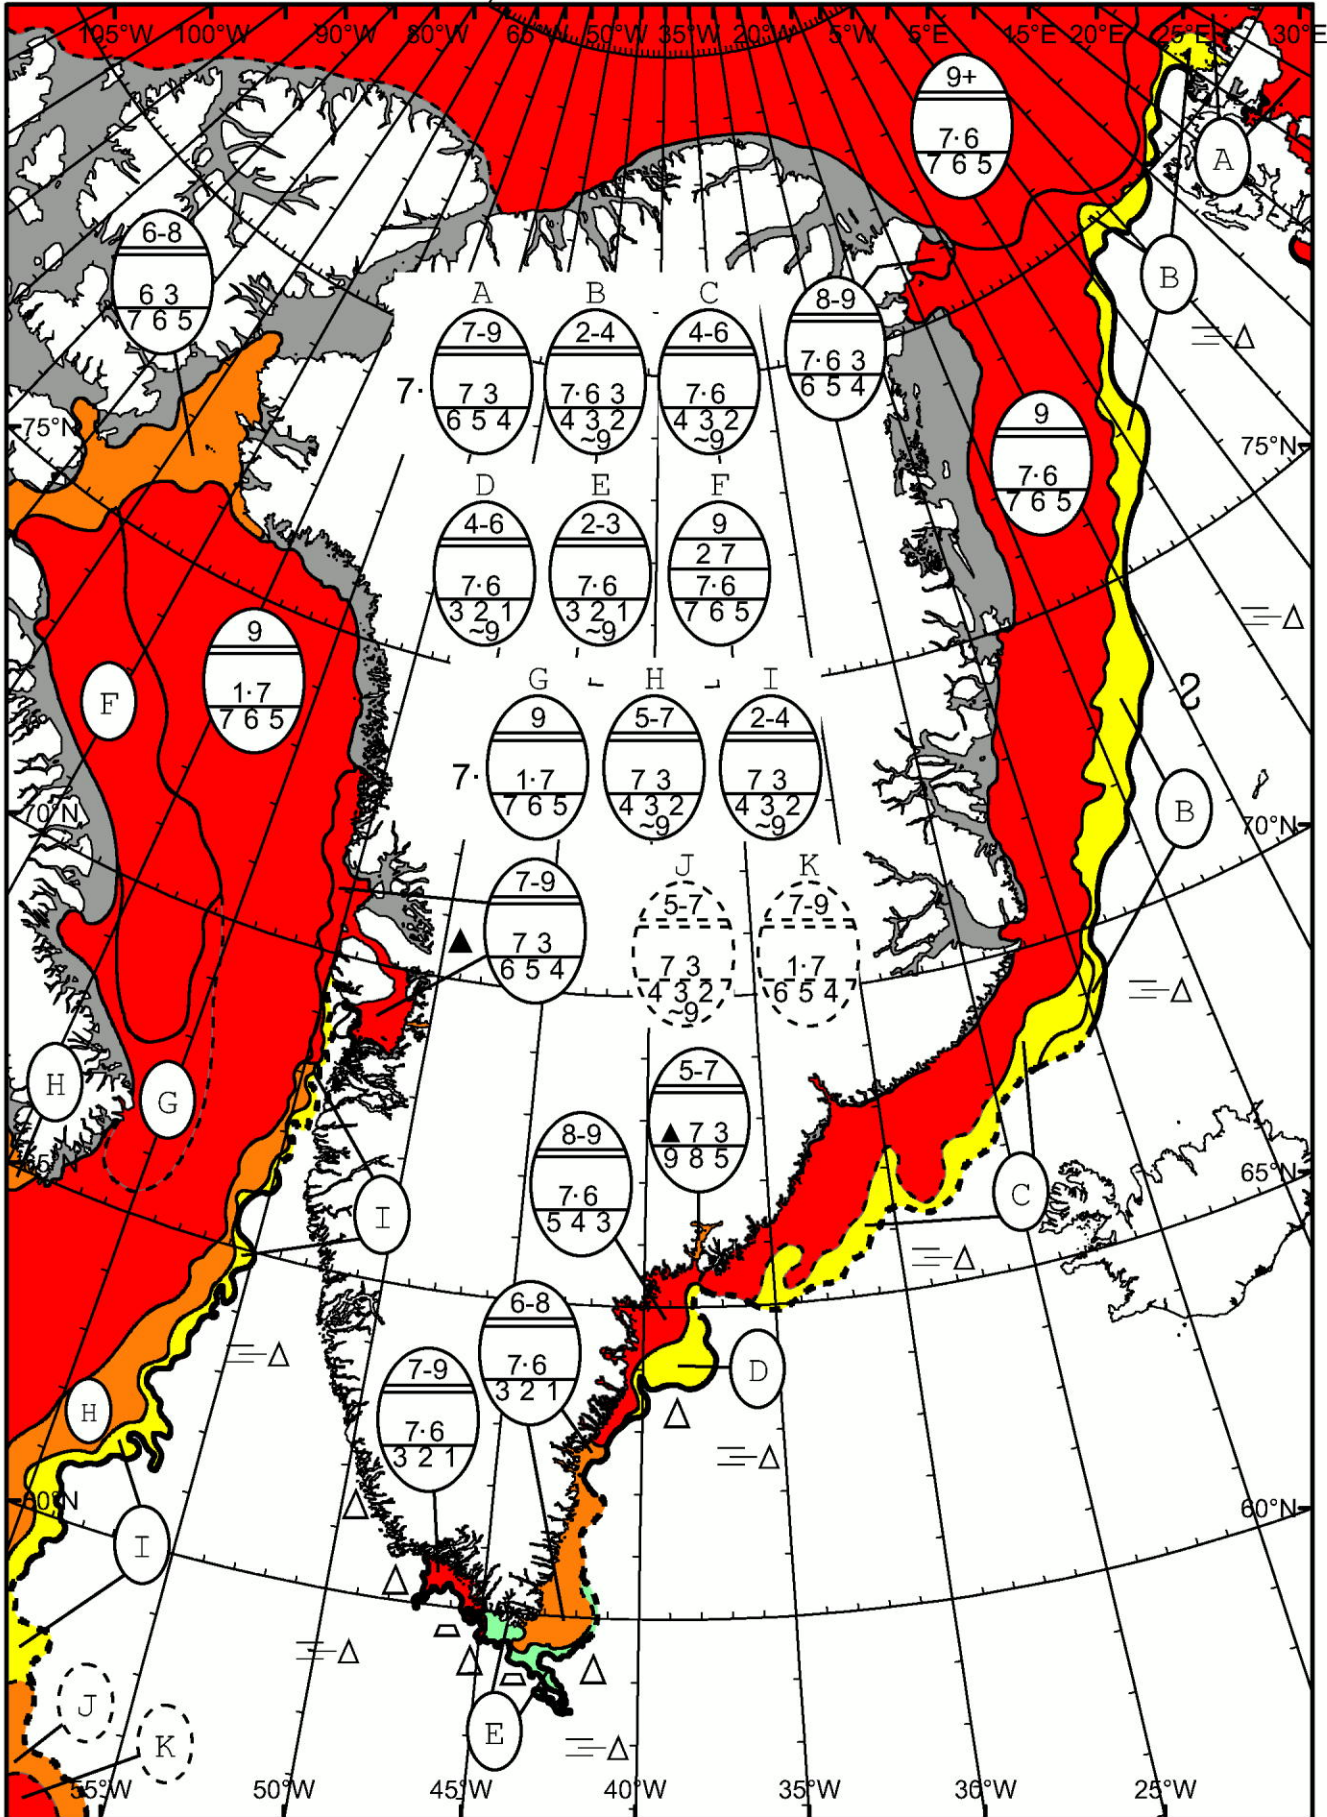 105°W 100°W 90°W 80°W 65°W 50°W 35°W 20°W 5°W 5°E 15°E 20°E 25°E 30°E
9+
7·6
7 6 5
A
6-8
6 3
7 6 5
B
A B C
7-9 2-4 4-6
7· 7 3 7·6 3 7·6
6 5 4 4 3 2 4 3 2
~9 ~9
8-9
7·6 3
6 5 4
75°N
75°N
9
7·6
7 6 5
D E F
4-6 2-3 9
2 7
7·6 7·6 7·6
3 2 1 3 2 1 7 6 5
~9 ~9
9
1·7
7 6 5
F
G H I
9 5-7 2-4
7· 1·7 7 3 7 3
7 6 5 4 3 2 4 3 2
~9 ~9
B
70°N
70°N
J K
7-9 5-7 7-9
7 3 7 3 1·7
6 5 4 4 3 2 6 5 4
~9
H
G
5-7
▲ 7 3
9 8 5
8-9
7·6
5 4 3
65°N
65°N
C
I
6-8
7·6
3 2 1
7-9
7·6
3 2 1
D
H
60°N
60°N
I
J
K
E
55°W 50°W 45°W 40°W 35°W 30°W 25°W